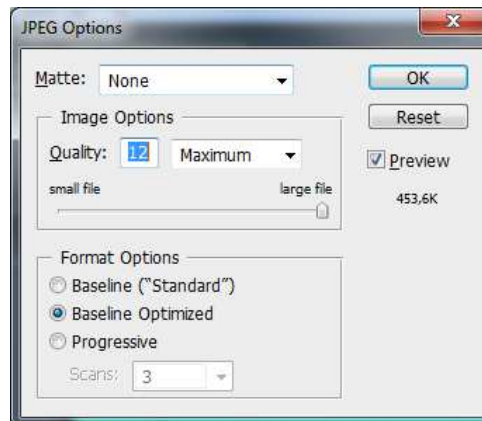 JPEG Options
Matte: None
OK
Image Options
Reset
Quality: 12 Maximum
Preview
small file large file
453,6K
Format Options
Baseline ("Standard")
Baseline Optimized
Progressive
Scans: 3